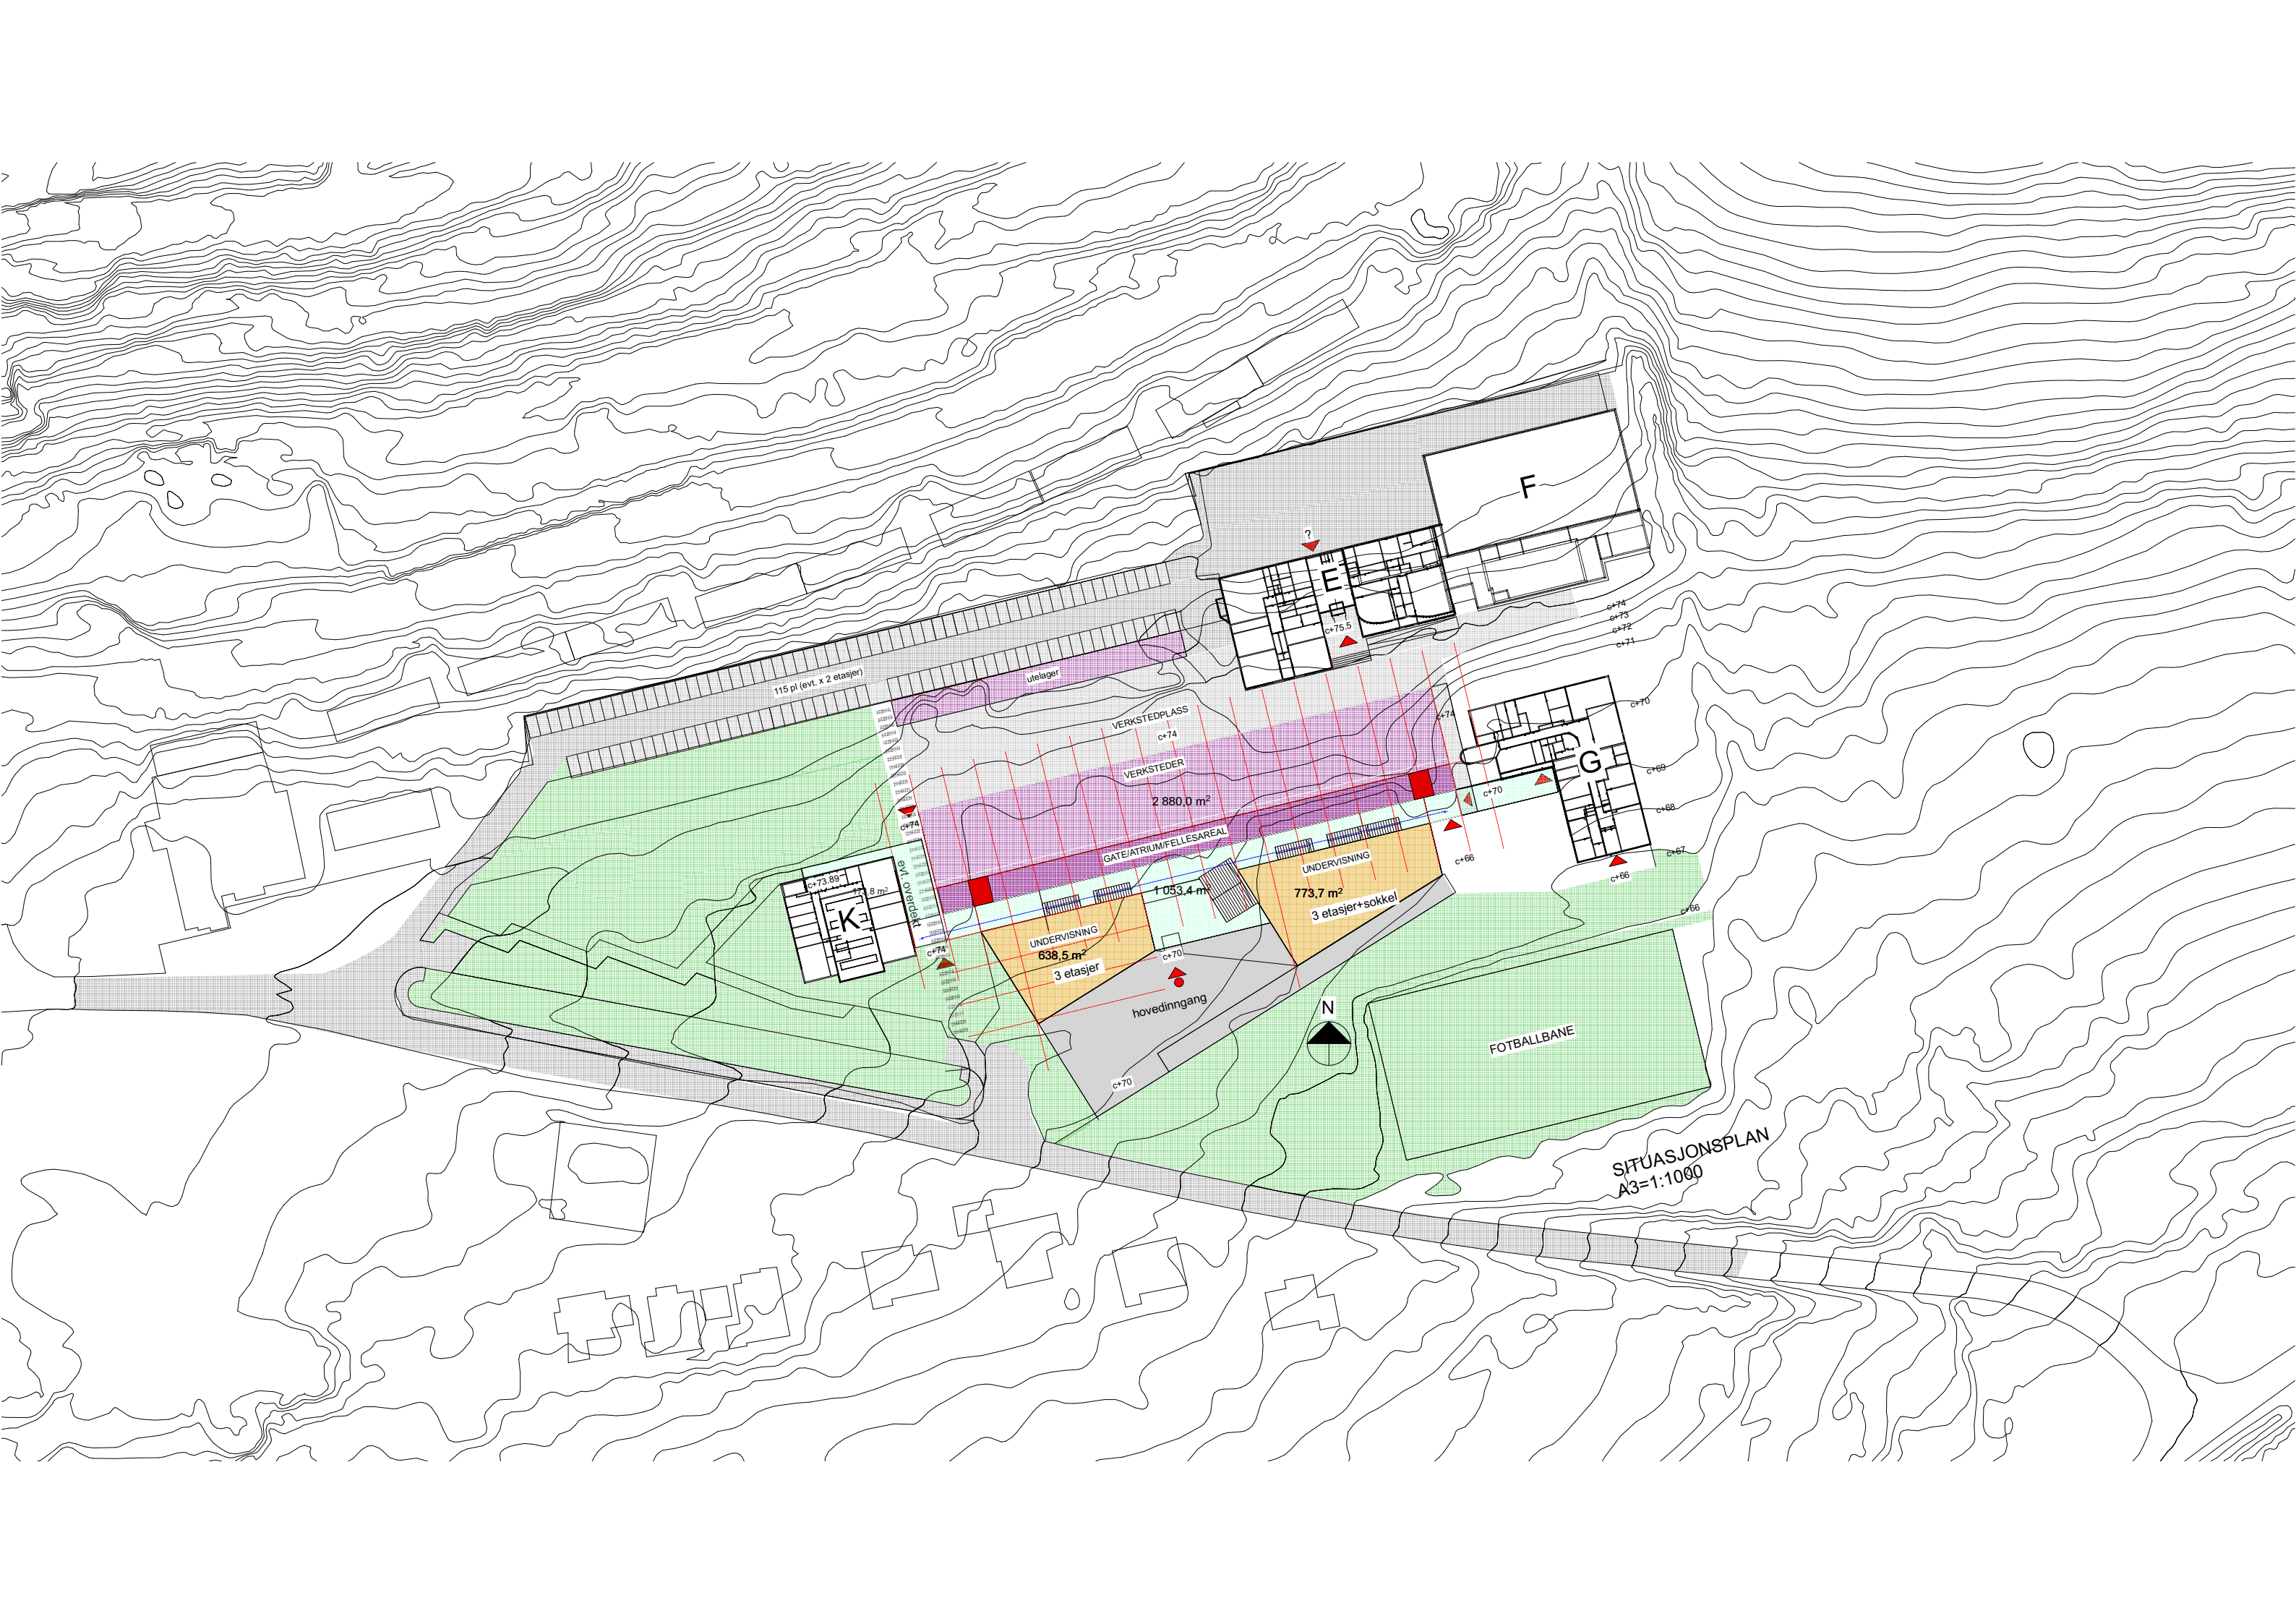 F
?
E
c+75.5
c+74
c+73
c+72
c+71
115 pl (evt. x 2 etasjer)
utelager
c+70
VERKSTEDPLASS
c+74
c+74
VERKSTEDER
G
c+69
2 880,0 m²
c+70
c+68
c+74
GATE/ATRIUM/FELLESAREAL
c+66
c+67
UNDERVISNING
c+66
evt. overdekt
c+73.89
K
1 053,4 m²
773,7 m²
3 etasjer+sokkel
c+66
UNDERVISNING
638,5 m²
3 etasjer
c+74
c+70
hovedinngang
N
FOTBALLBANE
c+70
SITUASJONSPLAN
A3=1:1000